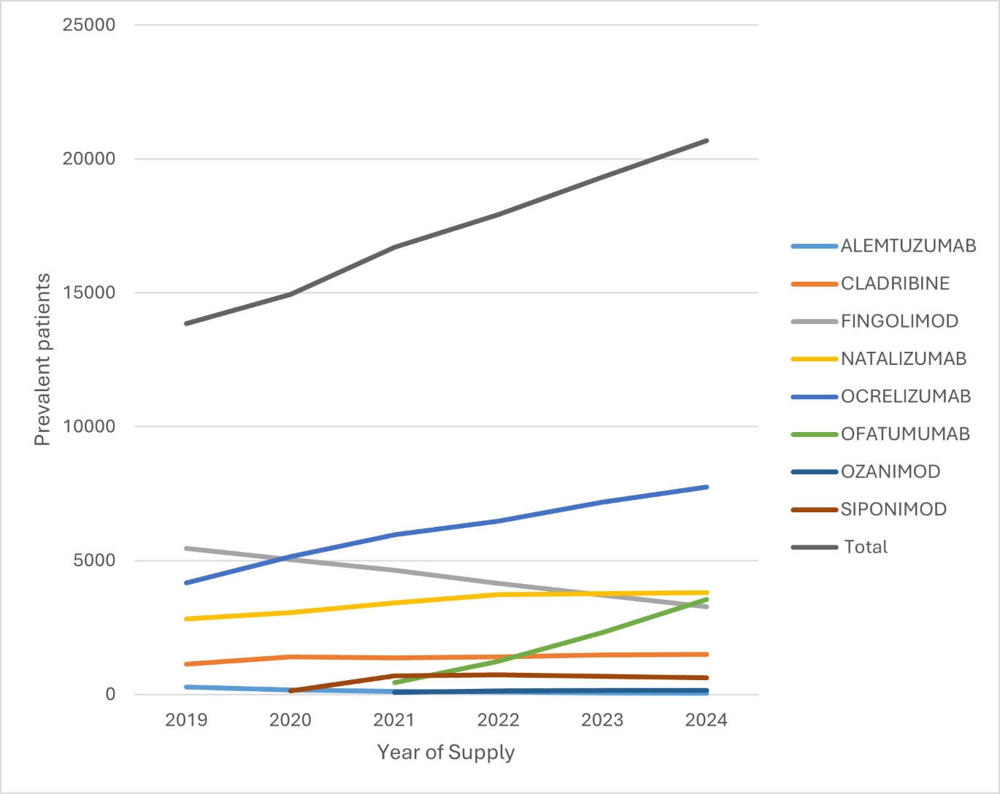 25000
20000
15000
10000
5000
0
Prevalent patients
2019 2020 2021 2022 2023 2024
Year of Supply
ALEMTUZUMAB
CLADRIBINE
FINGOLIMOD
NATALIZUMAB
OCRELIZUMAB
OFATUMUMAB
OZANIMOD
SIPONIMOD
Total